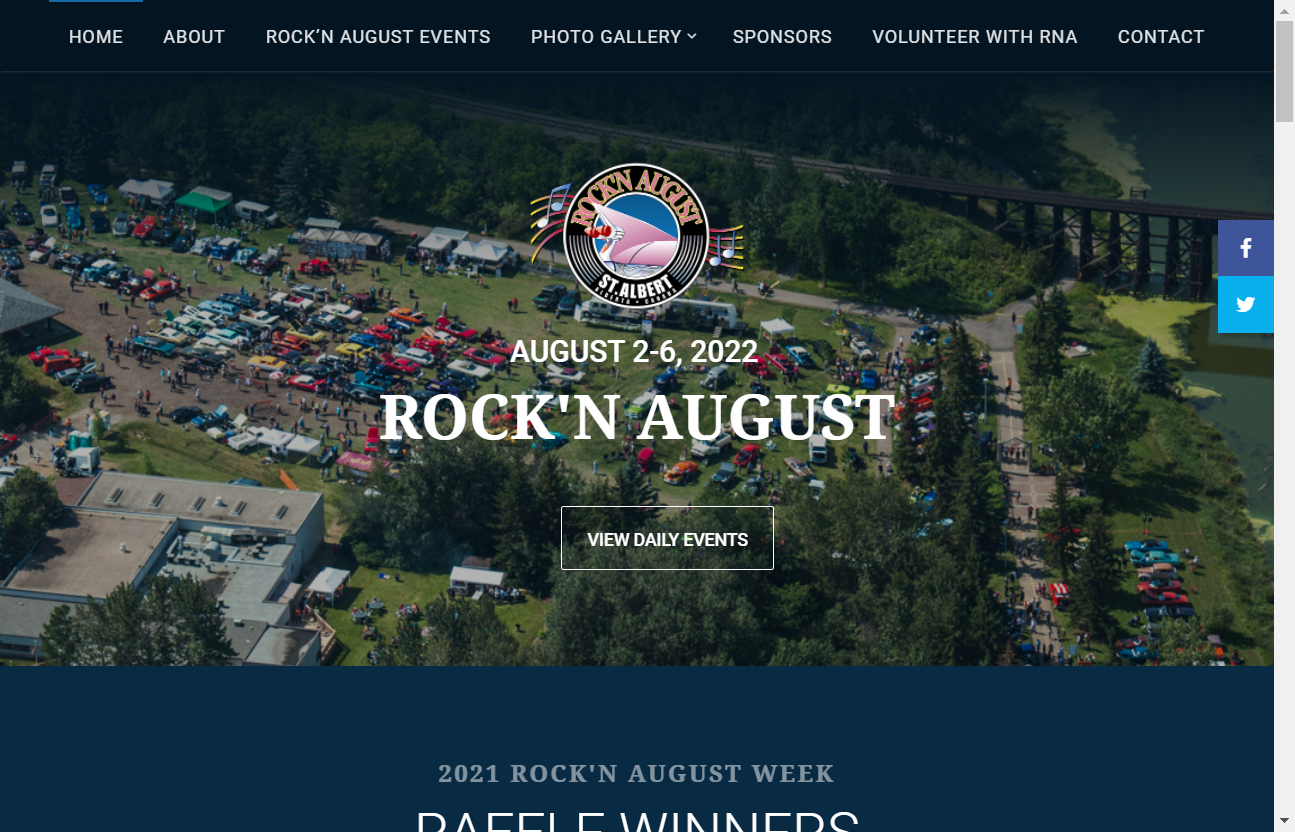 HOME ABOUT ROCK'N AUGUST EVENTS PHOTO GALLERY SPONSORS VOLUNTEER WITH RNA CONTACT
ROCK'N AUGUST
ST. ALBERT
ALBERTA • CANADA
AUGUST 2-6, 2022
ROCK'N AUGUST
VIEW DAILY EVENTS
2021 ROCK'N AUGUST WEEK
RAFFLE WINNERS